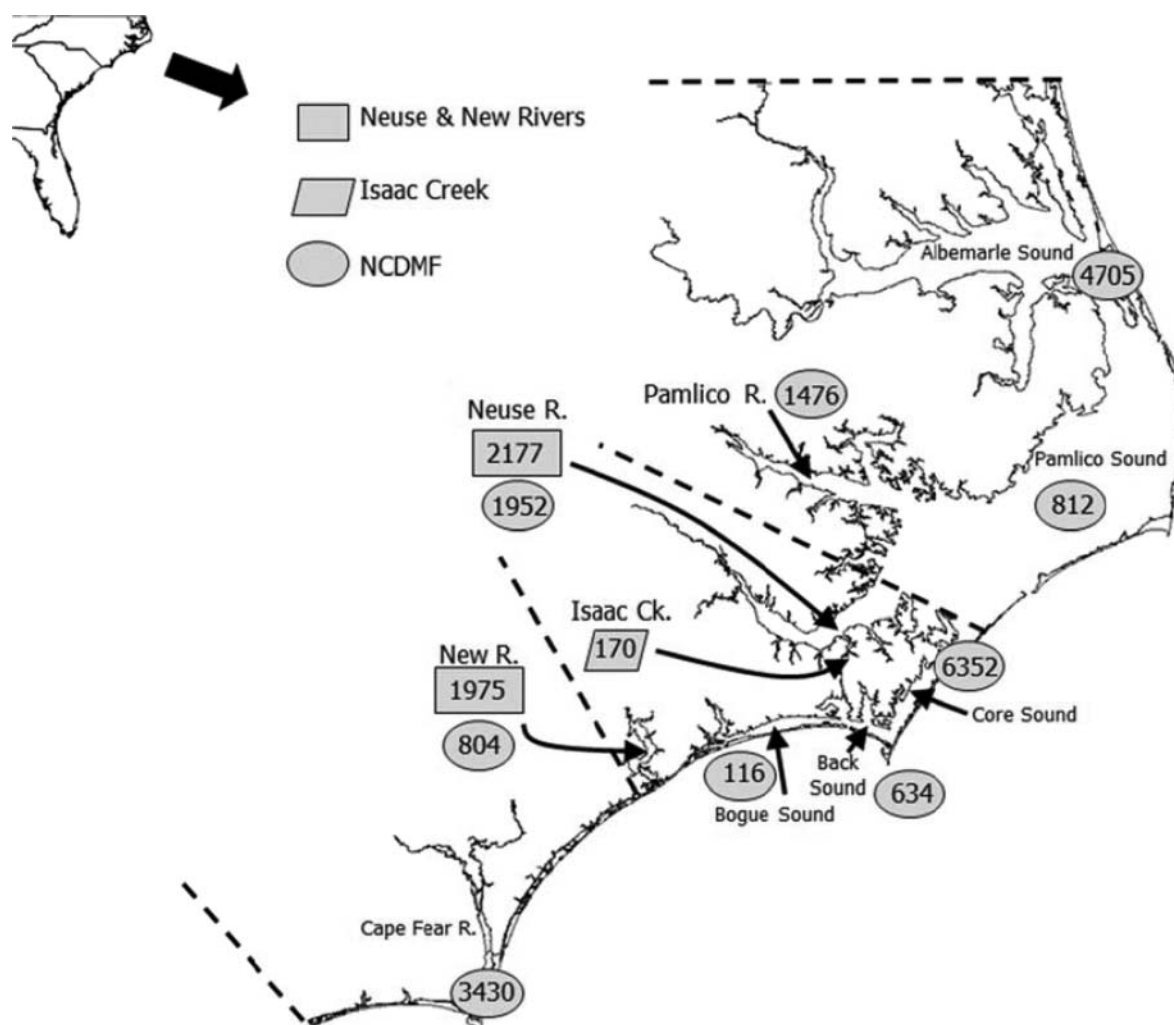 Neuse & New Rivers
Isaac Creek
NCDMF
Albemarle Sound
4705
Pamlico R.
1476
Neuse R.
2177
1952
Pamlico Sound
812
Isaac Ck.
170
New R.
1975
804
6352
Core Sound
Back
Sound
116
634
Bogue Sound
Cape Fear R.
3430